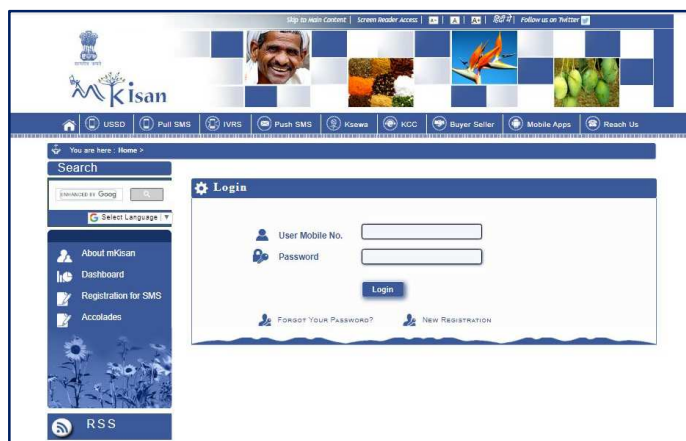 Skip to Main Content | Screen Reader Access | A- | A | A+ | हिंदी में | Follow us on Twitter
mKisan
USSD Pull SMS IVRS Push SMS Ksewa KCC Buyer Seller Mobile Apps Reach Us
You are here : Home >
Search
ENHANCED BY Goog
G Select Language ▼
Login
User Mobile No.
Password
Login
Forgot Your Password? New Registration
About mKisan
Dashboard
Registration for SMS
Accolades
RSS